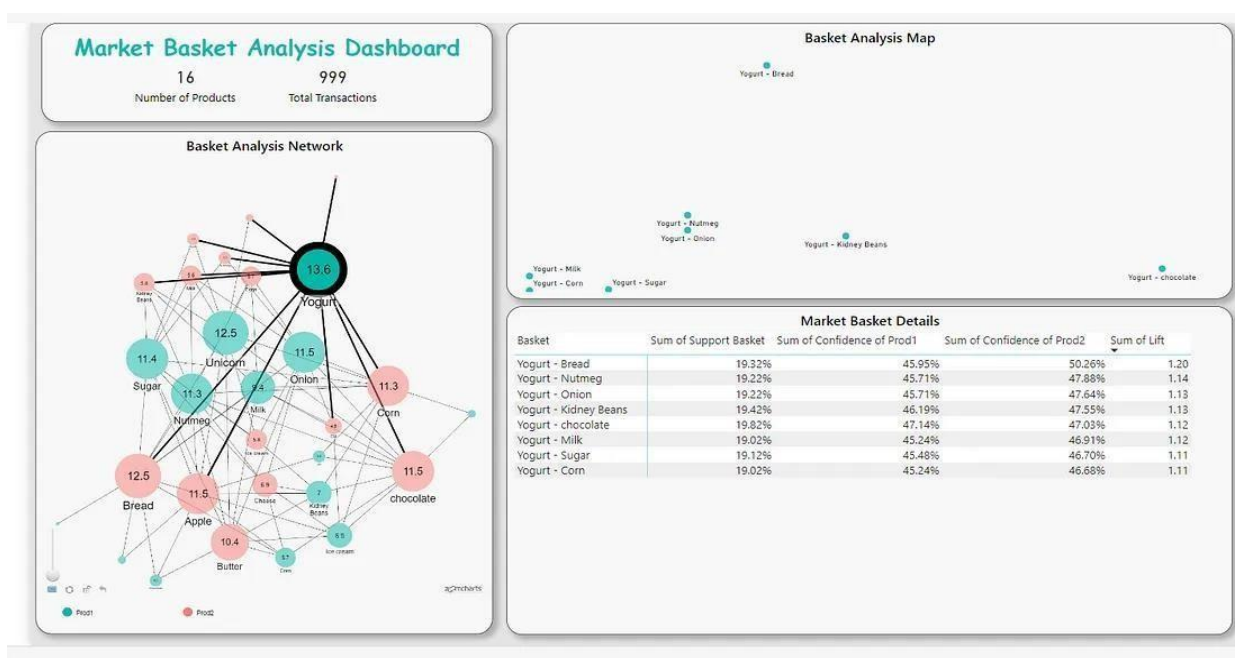 Market Basket Analysis Dashboard
16 999
Number of Products Total Transactions
Basket Analysis Network
13.6
Yogurt
12.5
Unicorn
11.4
Sugar
11.5
Onion
11.3
Nutmeg
Milk
11.3
Corn
Kidney
Beans
12.5
Bread
11.5
Apple
Cheese
7
Kidney
Beans
11.5
chocolate
10.4
Butter
Ice cream
Prod1 Prod2
Basket Analysis Map
Yogurt - Bread
Yogurt - Nutmeg
Yogurt - Onion
Yogurt - Kidney Beans
Yogurt - Milk
Yogurt - Corn
Yogurt - Sugar
Yogurt - chocolate
Market Basket Details
Basket Sum of Support Basket Sum of Confidence of Prod1 Sum of Confidence of Prod2 Sum of Lift
Yogurt - Bread 19.32% 45.95% 50.26% 1.20
Yogurt - Nutmeg 19.22% 45.71% 47.88% 1.14
Yogurt - Onion 19.22% 45.71% 47.64% 1.13
Yogurt - Kidney Beans 19.42% 46.19% 47.55% 1.13
Yogurt - chocolate 19.82% 47.14% 47.03% 1.12
Yogurt - Milk 19.02% 45.24% 46.91% 1.12
Yogurt - Sugar 19.12% 45.48% 46.70% 1.11
Yogurt - Corn 19.02% 45.24% 46.68% 1.11